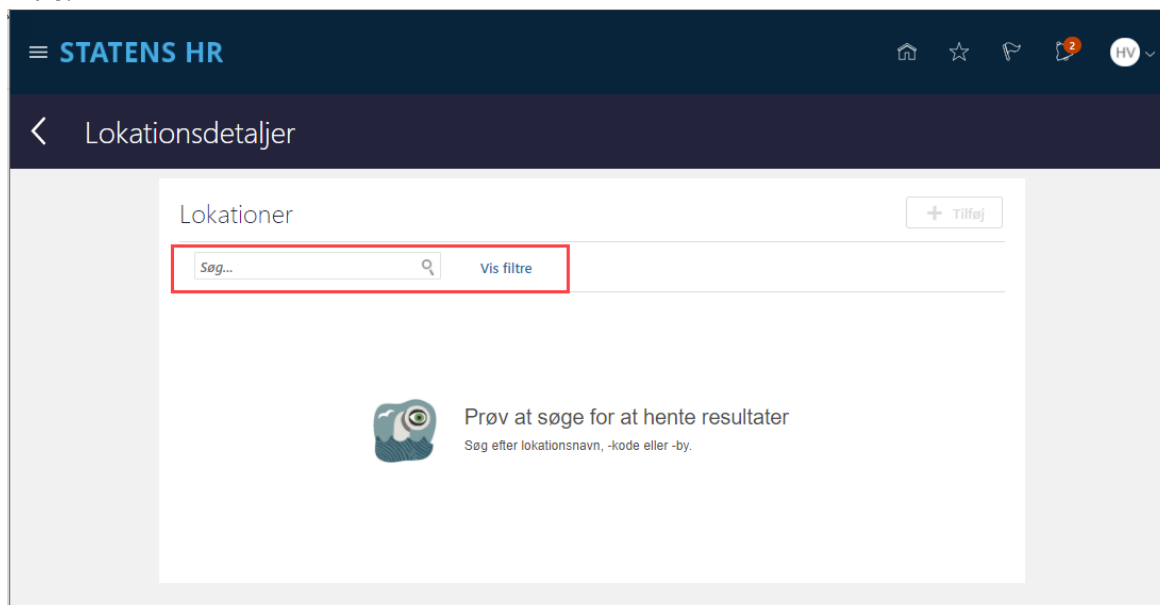 STATENS HR
2
HV
Lokationsdetaljer
Lokationer
Tilføj
Søg...
Vis filtre
Prøv at søge for at hente resultater
Søg efter lokationsnavn, -kode eller -by.